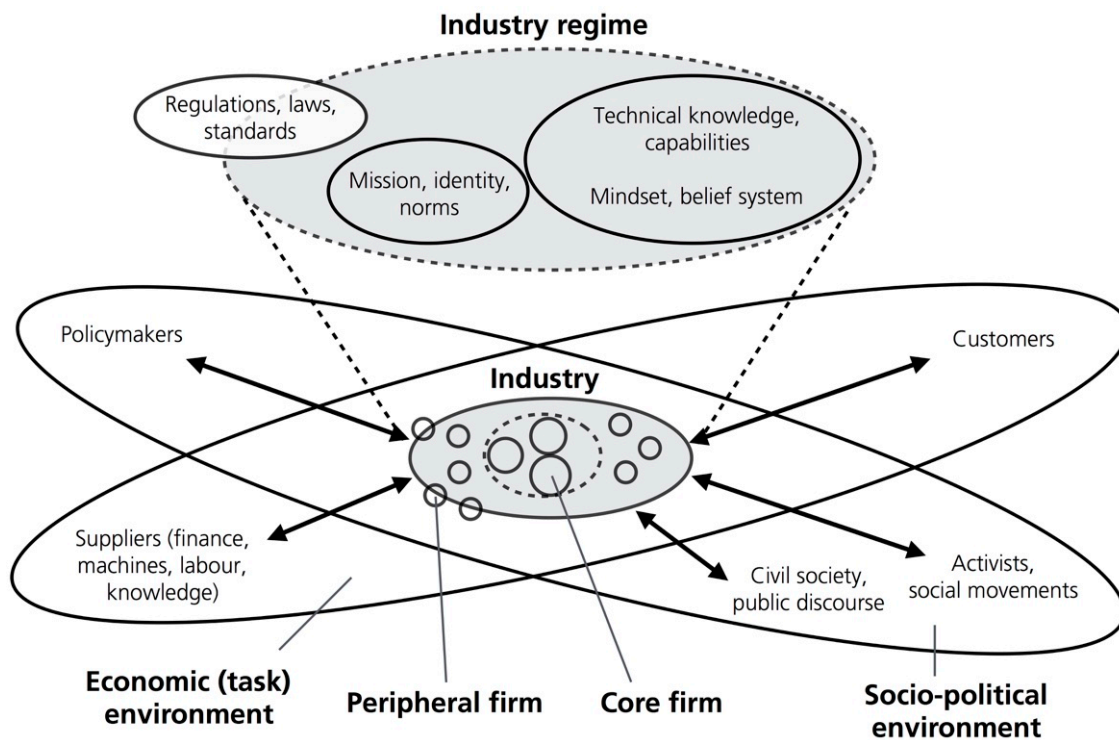 Industry regime
Regulations, laws,
standards
Technical knowledge,
capabilities
Mission, identity,
norms
Mindset, belief system
Policymakers
Customers
Industry
Suppliers (finance,
machines, labour,
knowledge)
Civil society,
public discourse
Activists,
social movements
Economic (task)
environment
Peripheral firm
Core firm
Socio-political
environment